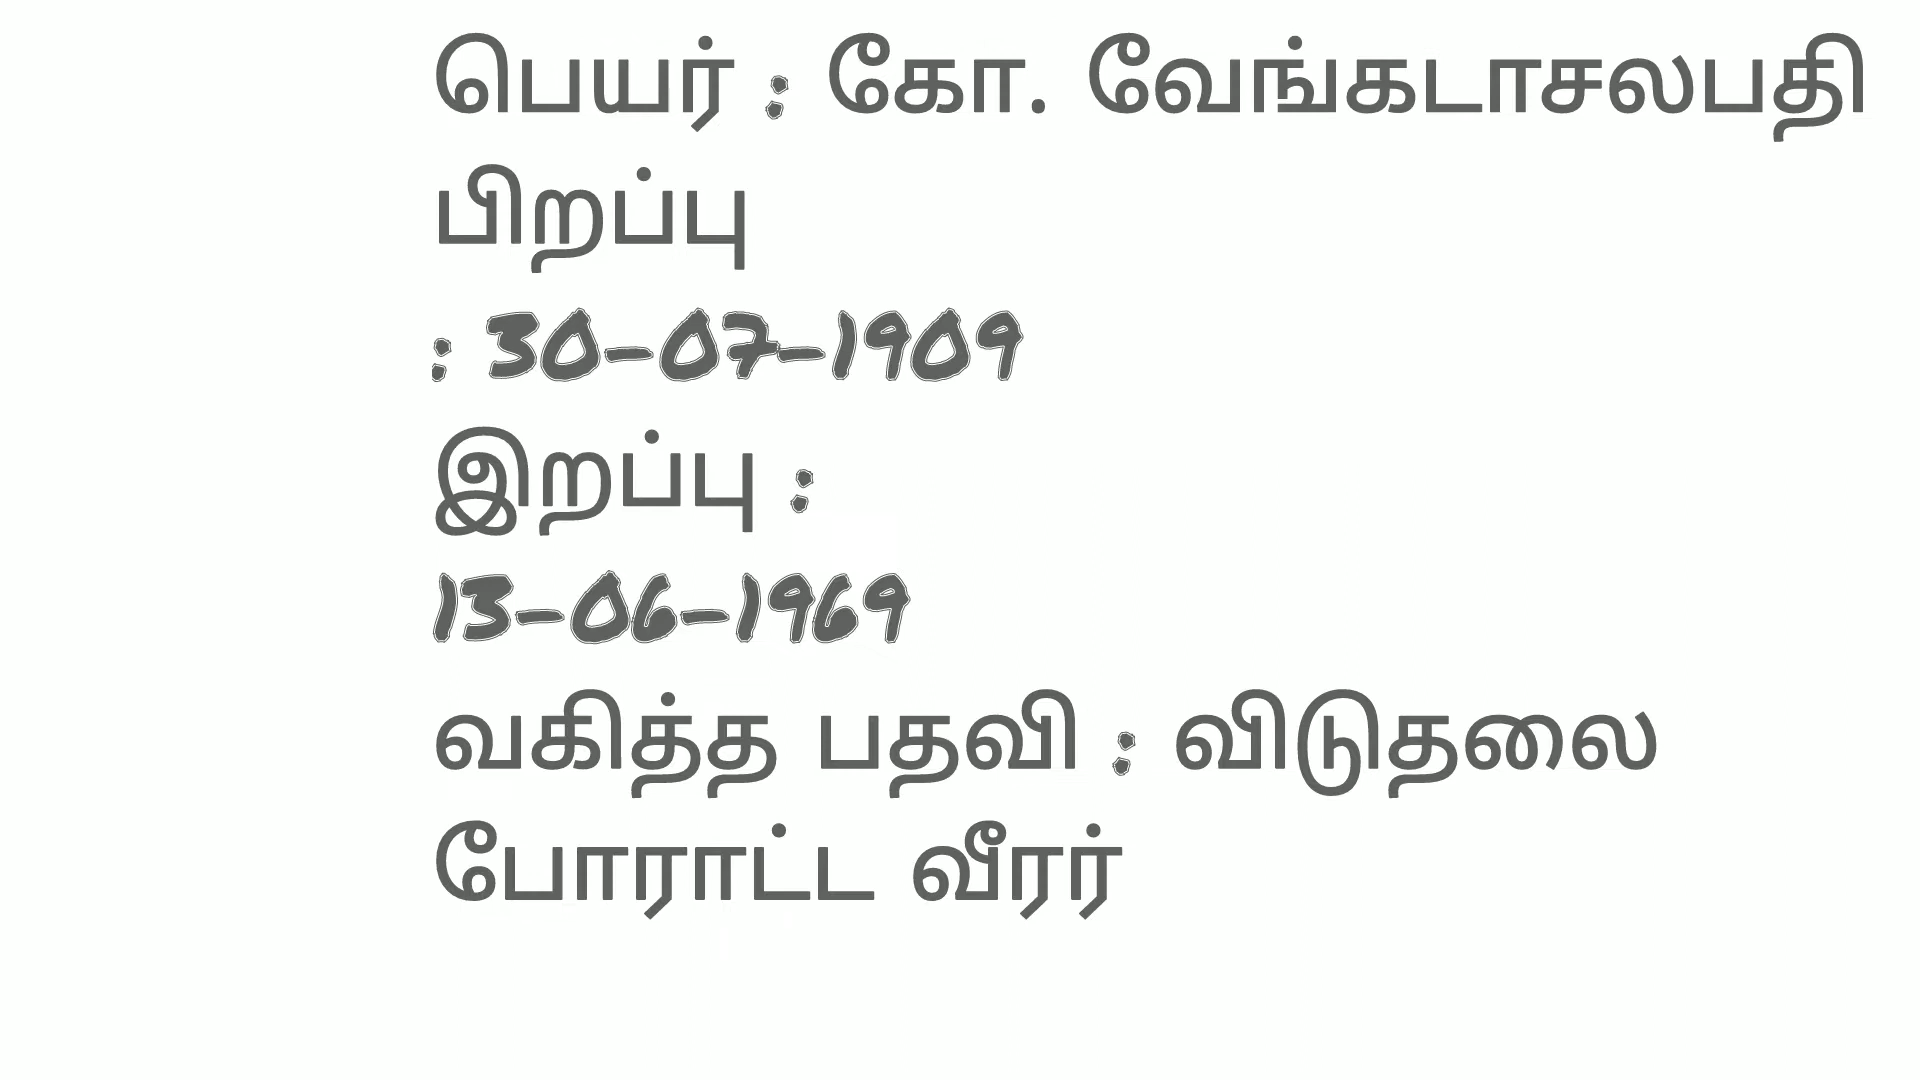 பெயர் : கோ. வேங்கடாசலபதி
பிறப்பு
: 30-07-1909
இறப்பு :
13-06-1969
வகித்த பதவி : விடுதலை
போராட்ட வீரர்